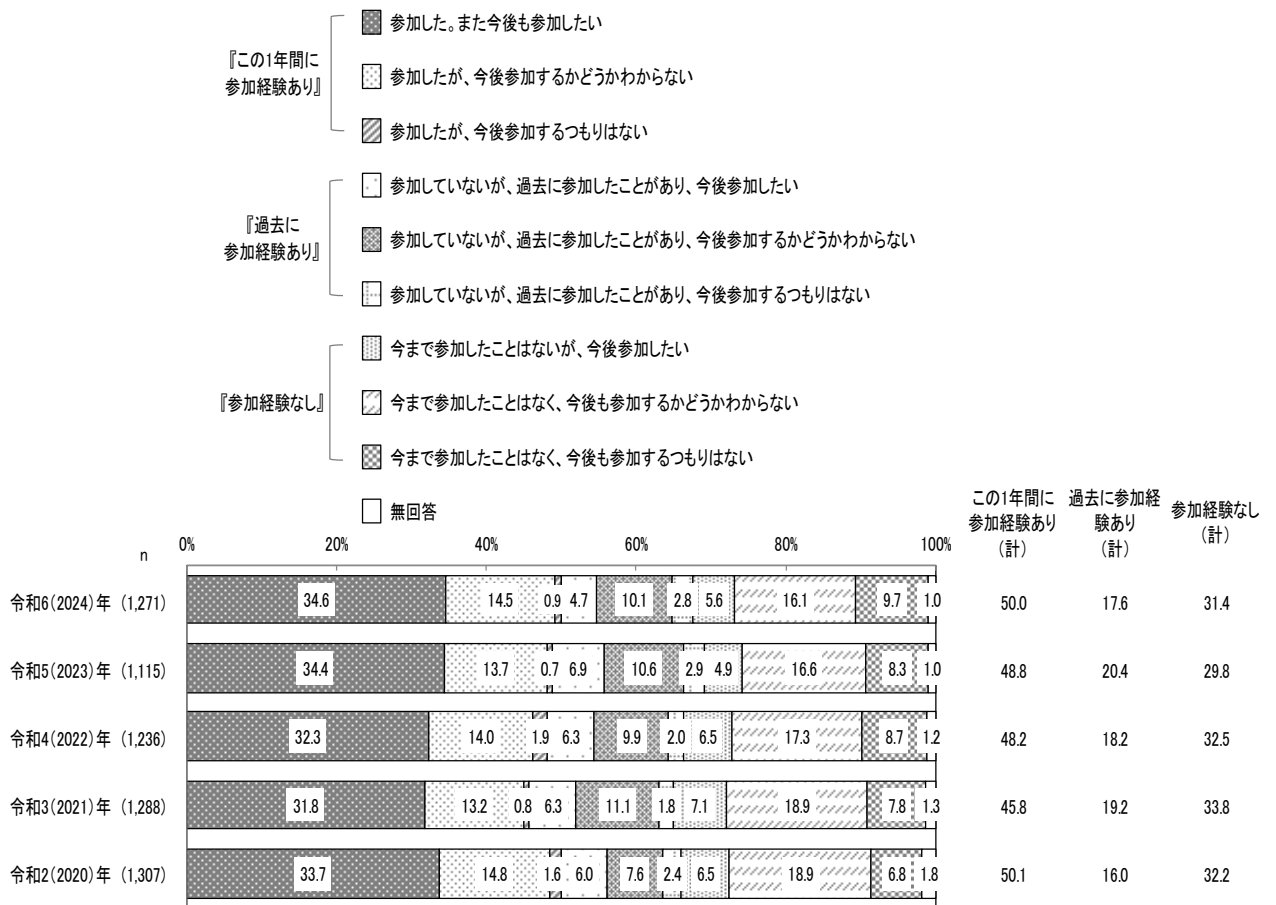 参加した。また今後も参加したい
『この1年間に
参加経験あり』
参加したが、今後参加するかどうかわからない
参加したが、今後参加するつもりはない
参加していないが、過去に参加したことがあり、今後参加したい
『過去に
参加経験あり』
参加していないが、過去に参加したことがあり、今後参加するかどうかわからない
参加していないが、過去に参加したことがあり、今後参加するつもりはない
今まで参加したことはないが、今後参加したい
『参加経験なし』
今まで参加したことはなく、今後も参加するかどうかわからない
今まで参加したことはなく、今後も参加するつもりはない
無回答
この1年間に
参加経験あり
(計)
過去に参加経
験あり
(計)
参加経験なし
(計)
n 0% 20% 40% 60% 80% 100%
令和6(2024)年 (1,271) 34.6 14.5 0.9 4.7 10.1 2.8 5.6 16.1 9.7 1.0 50.0 17.6 31.4
令和5(2023)年 (1,115) 34.4 13.7 0.7 6.9 10.6 2.9 4.9 16.6 8.3 1.0 48.8 20.4 29.8
令和4(2022)年 (1,236) 32.3 14.0 1.9 6.3 9.9 2.0 6.5 17.3 8.7 1.2 48.2 18.2 32.5
令和3(2021)年 (1,288) 31.8 13.2 0.8 6.3 11.1 1.8 7.1 18.9 7.8 1.3 45.8 19.2 33.8
令和2(2020)年 (1,307) 33.7 14.8 1.6 6.0 7.6 2.4 6.5 18.9 6.8 1.8 50.1 16.0 32.2